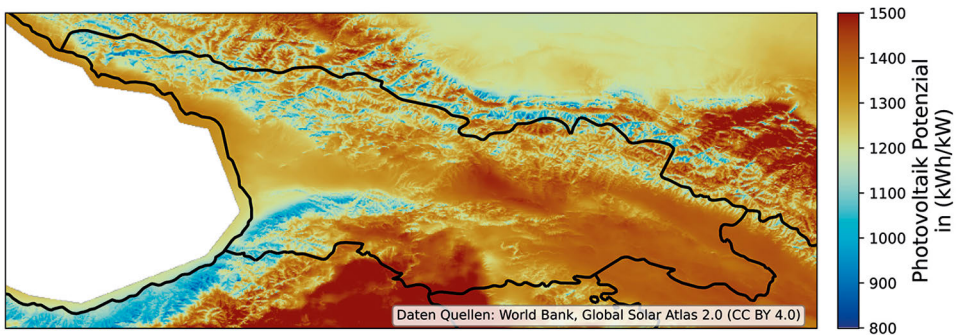 1500
1400
1300
1200
1100
1000
900
800
Photovoltaik Potenzial
in (kWh/kW)
Daten Quellen: World Bank, Global Solar Atlas 2.0 (CC BY 4.0)